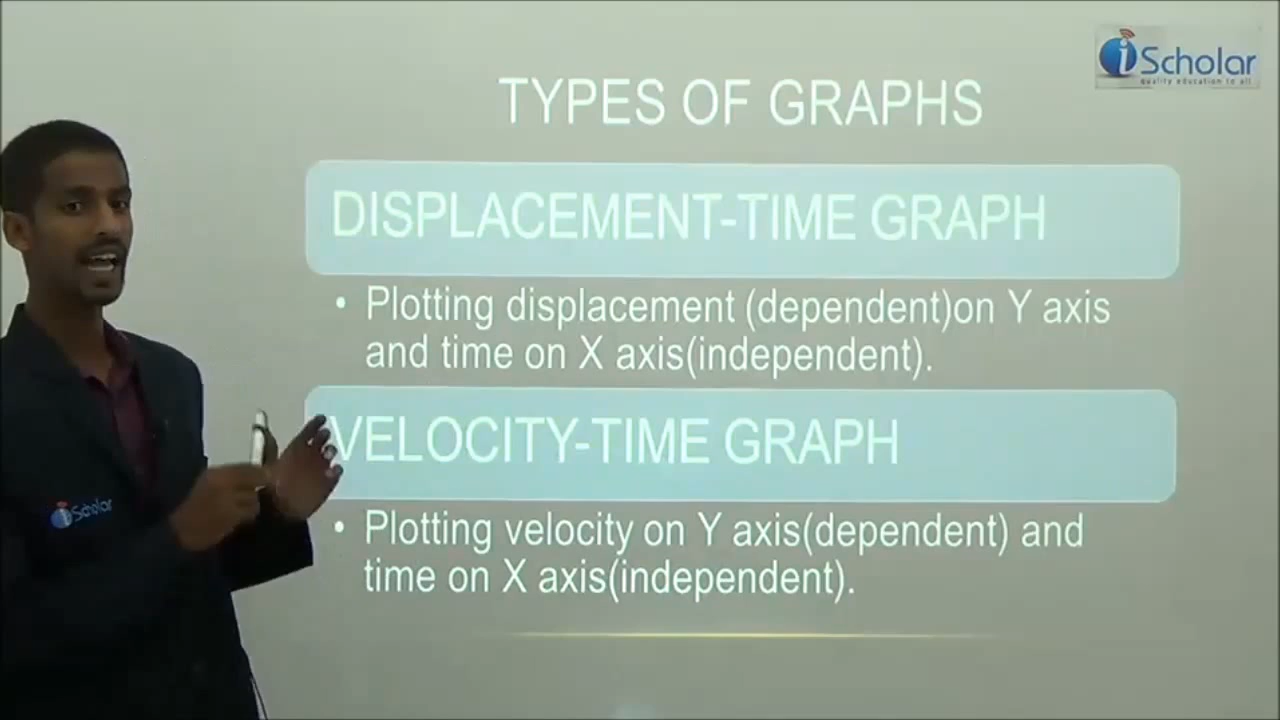 iScholar
quality education to all
TYPES OF GRAPHS
DISPLACEMENT-TIME GRAPH
• Plotting displacement (dependent)on Y axis
and time on X axis(independent).
VELOCITY-TIME GRAPH
• Plotting velocity on Y axis(dependent) and
time on X axis(independent).
iScholar